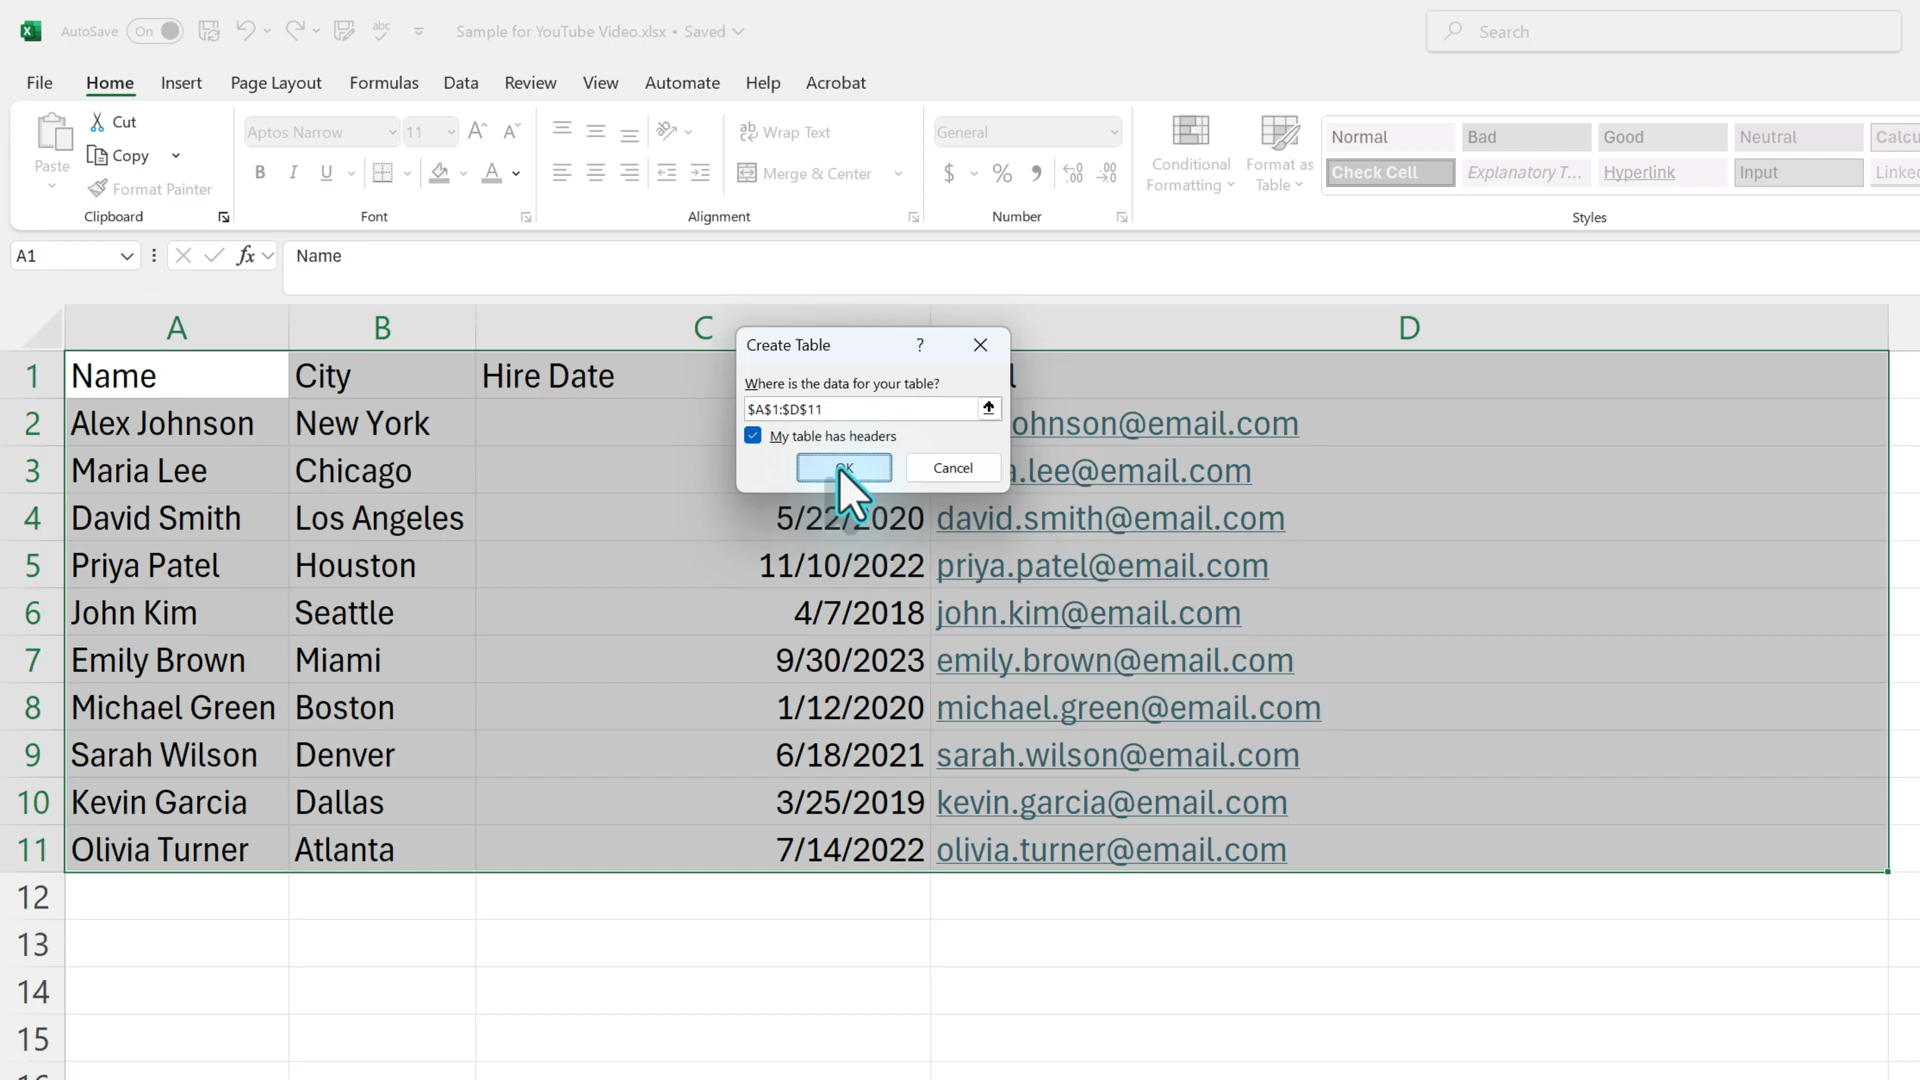 AutoSave On Sample for YouTube Video.xlsx • Saved Search
File Home Insert Page Layout Formulas Data Review View Automate Help Acrobat
Paste Cut Copy Format Painter
Clipboard
Aptos Narrow 11
B I U
Font
Wrap Text
Merge & Center
Alignment
General
$ % 9
Number
Conditional Formatting
Format as Table
Normal Bad Good Neutral
Check Cell Explanatory T... Hyperlink Input
Styles
A1 fx Name
A B C D
1 Name City Hire Date
2 Alex Johnson New York
3 Maria Lee Chicago
4 David Smith Los Angeles 5/22/2020 david.smith@email.com
5 Priya Patel Houston 11/10/2022 priya.patel@email.com
6 John Kim Seattle 4/7/2018 john.kim@email.com
7 Emily Brown Miami 9/30/2023 emily.brown@email.com
8 Michael Green Boston 1/12/2020 michael.green@email.com
9 Sarah Wilson Denver 6/18/2021 sarah.wilson@email.com
10 Kevin Garcia Dallas 3/25/2019 kevin.garcia@email.com
11 Olivia Turner Atlanta 7/14/2022 olivia.turner@email.com
12
13
14
15
Create Table ?
Where is the data for your table?
$A$1:$D$11
My table has headers
OK Cancel